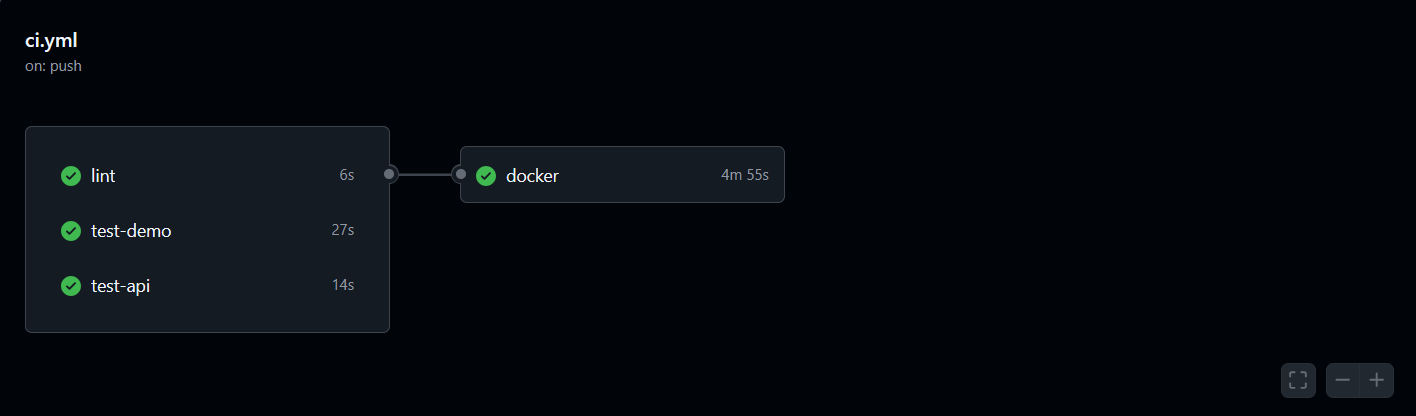 ci.yml
on: push
lint 6s
test-demo 27s
test-api 14s
docker 4m 55s